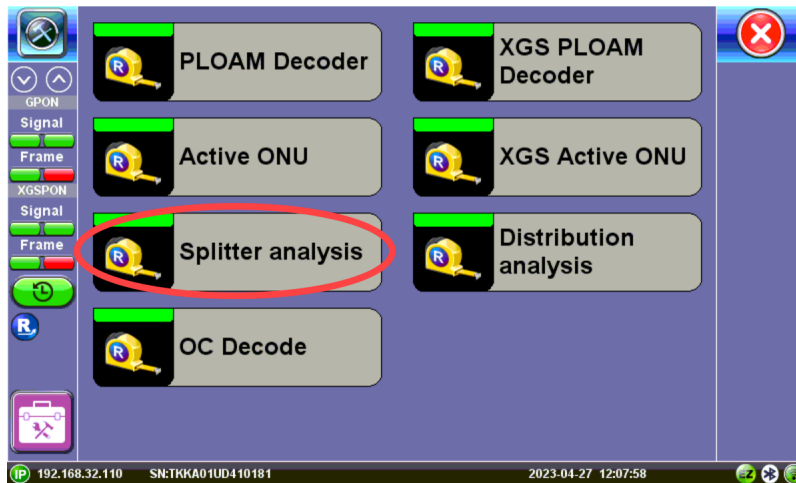 PLOAM Decoder
XGS PLOAM
Decoder
GPON
Signal
Frame
Active ONU
XGS Active ONU
XGSPON
Signal
Frame
Splitter analysis
Distribution
analysis
R
OC Decode
IP 192.168.32.110 SN:TKKA01UD410181 2023-04-27 12:07:58